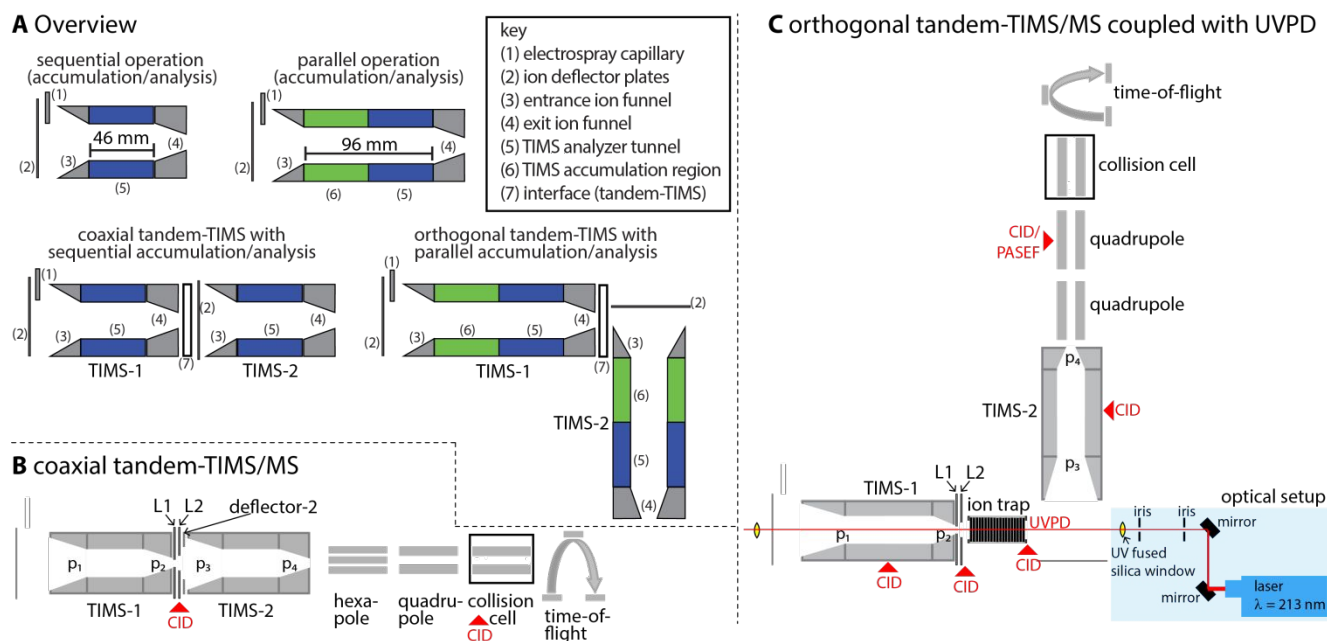 A Overview
sequential operation
(accumulation/analysis)
(1)
46 mm
(4)
(2)
(3)
(5)
parallel operation
(accumulation/analysis)
(1)
96 mm
(4)
(2)
(3)
(6)
(5)
key
(1) electrospray capillary
(2) ion deflector plates
(3) entrance ion funnel
(4) exit ion funnel
(5) TIMS analyzer tunnel
(6) TIMS accumulation region
(7) interface (tandem-TIMS)
coaxial tandem-TIMS with
sequential accumulation/analysis
(1)
(2)
(3)
(5)
(4)
(7)
(2)
(3)
(5)
(4)
TIMS-1
TIMS-2
orthogonal tandem-TIMS with
parallel accumulation/analysis
(1)
(2)
(2)
(3)
(6)
(5)
(4)
(7)
TIMS-1
(3)
(6)
TIMS-2
(5)
(4)
B coaxial tandem-TIMS/MS
L1 L2
deflector-2
p1
p2
p3
p4
TIMS-1
TIMS-2
CID
hexa-
pole
quadru-
pole
collision
cell
CID
time-of-
flight
C orthogonal tandem-TIMS/MS coupled with UVPD
time-of-flight
collision cell
CID/
PASEF
quadrupole
quadrupole
p4
TIMS-2
CID
p3
L1 L2
TIMS-1
ion trap
UVPD
p1
p2
CID
CID
CID
optical setup
iris
iris
mirror
UV fused
silica window
mirror
laser
λ = 213 nm